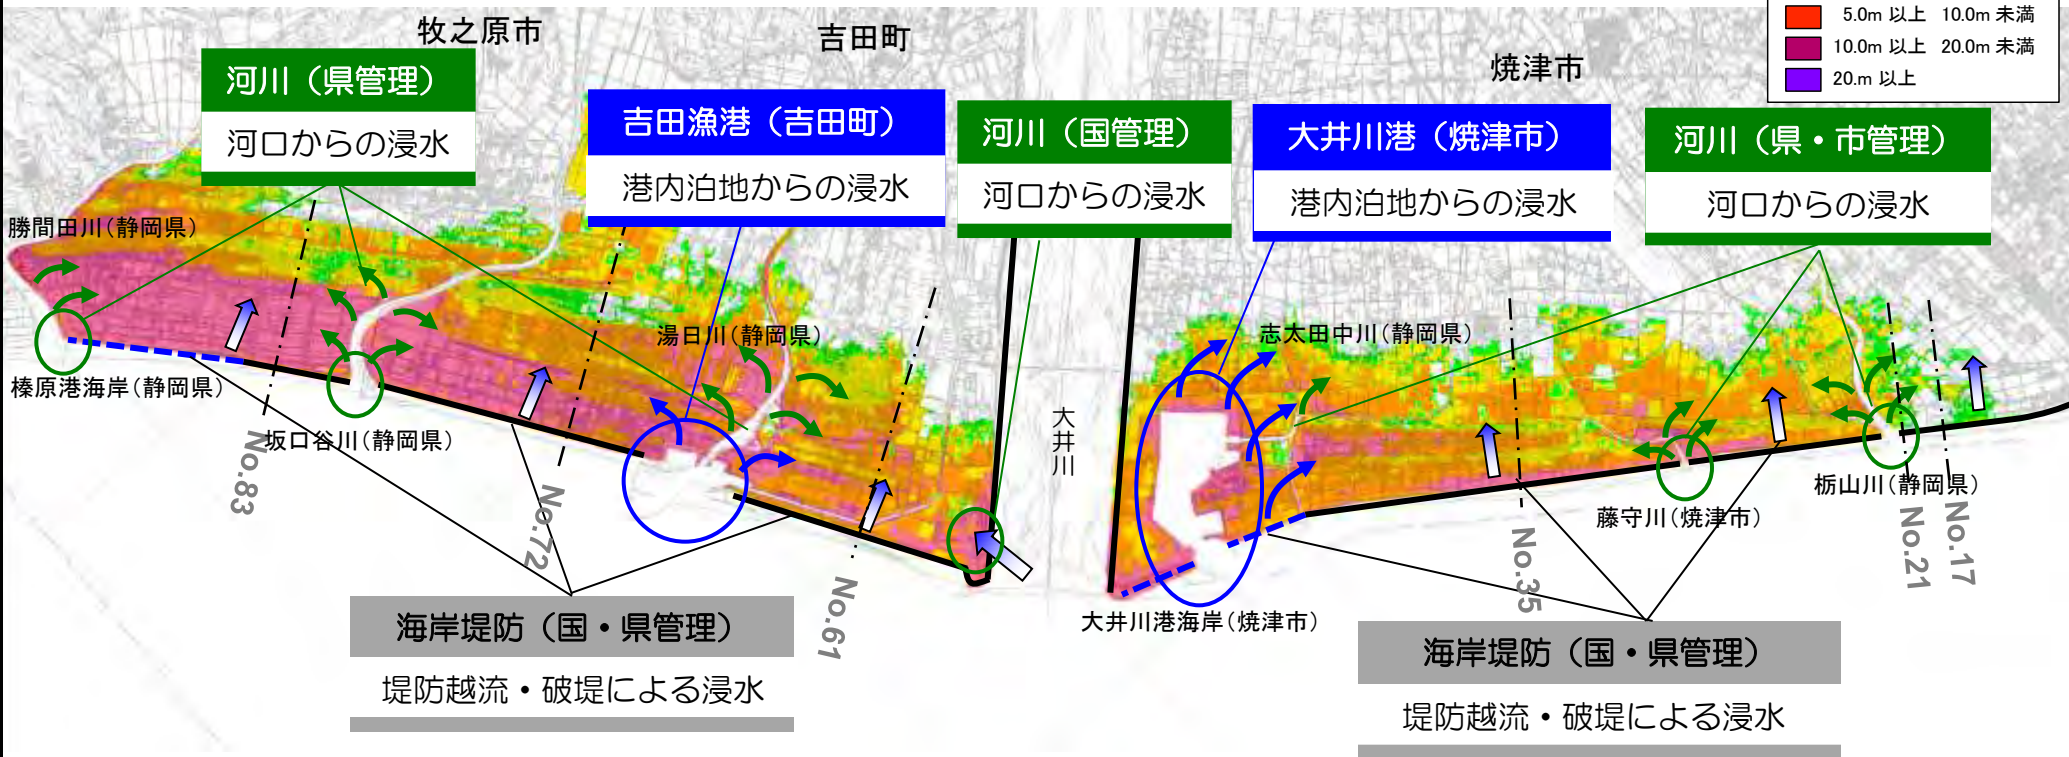 5.0m 以上 10.0m 未満
10.0m 以上 20.0m 未満
20.m 以上
牧之原市
吉田町
焼津市
河川（県管理）
河口からの浸水
吉田漁港（吉田町）
港内泊地からの浸水
河川（国管理）
河口からの浸水
大井川港（焼津市）
港内泊地からの浸水
河川（県・市管理）
河口からの浸水
勝間田川（静岡県）
湯日川（静岡県）
志太田中川（静岡県）
榛原港海岸（静岡県）
坂口谷川（静岡県）
大井川
栃山川（静岡県）
藤守川（焼津市）
大井川港海岸（焼津市）
No.83
No.72
No.61
No.35
No.21
No.17
海岸堤防（国・県管理）
堤防越流・破堤による浸水
海岸堤防（国・県管理）
堤防越流・破堤による浸水